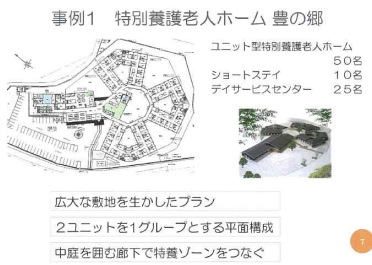 事例1 特別養護老人ホーム 豊の郷
ユニット型特別養護老人ホーム
50名
ショートステイ 10名
デイサービスセンター 25名
広大な敷地を生かしたプラン
2ユニットを1グループとする平面構成
中庭を囲む廊下で特養ゾーンをつなぐ
7